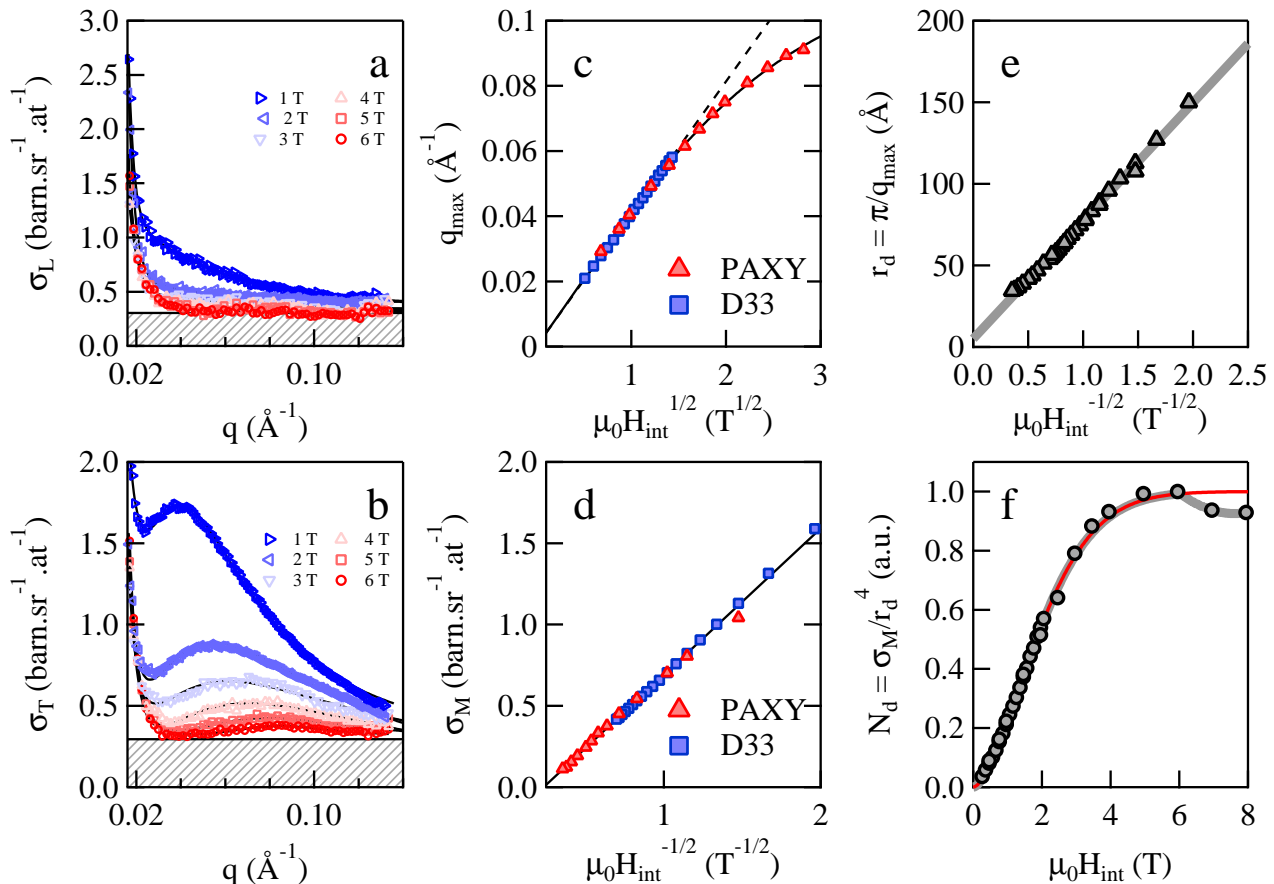 a
3.0
2.5
2.0
1.5
1.0
0.5
0.0
σL (barn.sr-1.at-1)
1 T
2 T
3 T
4 T
5 T
6 T
0.02
0.10
q (Å-1)
c
0.1
0.08
0.06
0.04
0.02
0
qmax (Å-1)
PAXY
D33
1
2
3
μ0Hint1/2 (T1/2)
e
200
150
100
50
0
rd = π/qmax (Å)
0.0
0.5
1.0
1.5
2.0
2.5
μ0Hint-1/2 (T-1/2)
b
2.0
1.5
1.0
0.5
0.0
σT (barn.sr-1.at-1)
1 T
2 T
3 T
4 T
5 T
6 T
0.02
0.10
q (Å-1)
d
2.0
1.5
1.0
0.5
0.0
σM (barn.sr-1.at-1)
PAXY
D33
1
2
μ0Hint-1/2 (T-1/2)
f
1.0
0.8
0.6
0.4
0.2
0.0
Nd = σM/rd4 (a.u.)
0
2
4
6
8
μ0Hint (T)